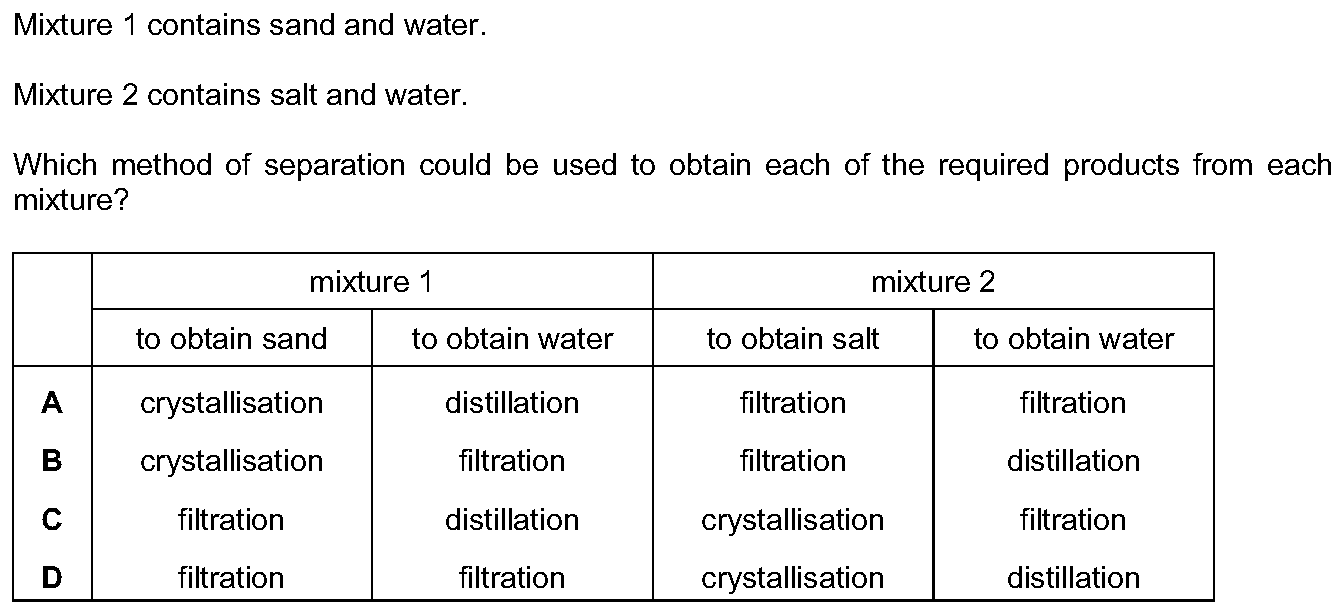 Mixture 1 contains sand and water.
Mixture 2 contains salt and water.
Which method of separation could be used to obtain each of the required products from each
mixture?
mixture 1 mixture 2
to obtain sand to obtain water to obtain salt to obtain water
A crystallisation distillation filtration filtration
B crystallisation filtration filtration distillation
C filtration distillation crystallisation filtration
D filtration filtration crystallisation distillation